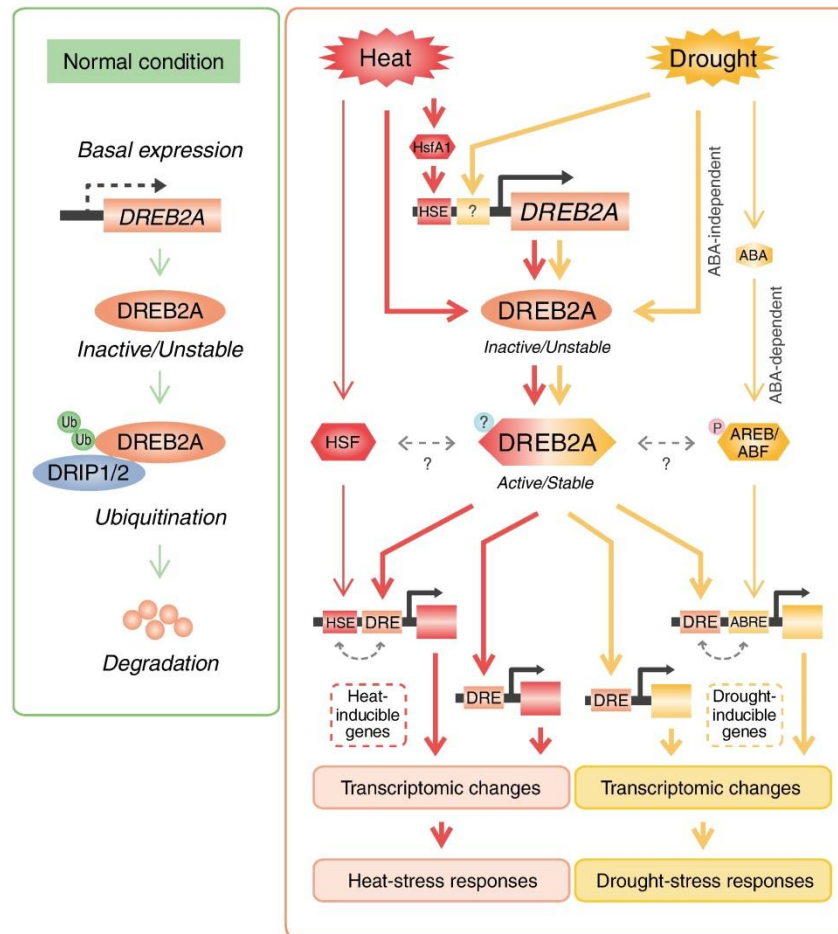 Normal condition
Basal expression
DREB2A
DREB2A
Inactive/Unstable
Ub
Ub
DREB2A
DRIP1/2
Ubiquitination
Degradation
Heat
Drought
HsfA1
HSE
?
DREB2A
ABA-independent
ABA
ABA-dependent
DREB2A
Inactive/Unstable
?
P
HSF
DREB2A
AREB/
ABF
?
?
Active/Stable
HSE
DRE
DRE
ABRE
Heat-
inducible
genes
DRE
DRE
Drought-
inducible
genes
Transcriptomic changes
Transcriptomic changes
Heat-stress responses
Drought-stress responses